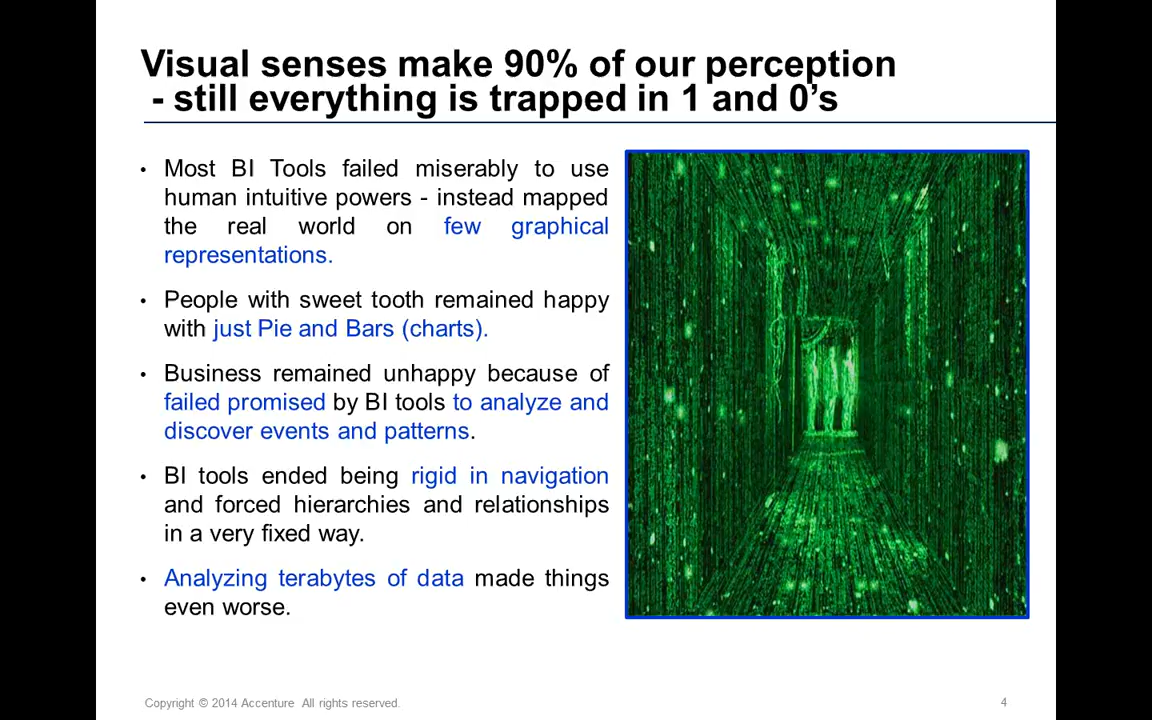 Visual senses make 90% of our perception
- still everything is trapped in 1 and 0's
• Most BI Tools failed miserably to use
human intuitive powers - instead mapped
the real world on few graphical
representations.
• People with sweet tooth remained happy
with just Pie and Bars (charts).
• Business remained unhappy because of
failed promised by BI tools to analyze and
discover events and patterns.
• BI tools ended being rigid in navigation
and forced hierarchies and relationships
in a very fixed way.
• Analyzing terabytes of data made things
even worse.
Copyright © 2014 Accenture All rights reserved.
4